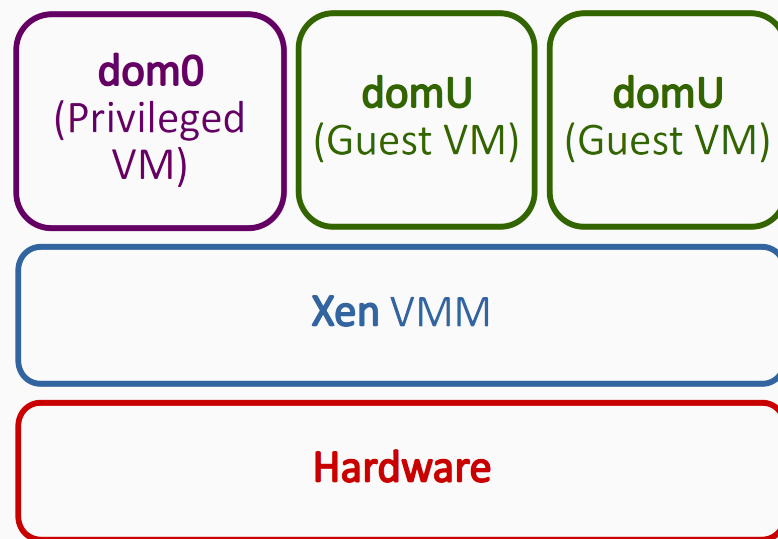 dom0
(Privileged
VM)
domU
(Guest VM)
domU
(Guest VM)
Xen VMM
Hardware